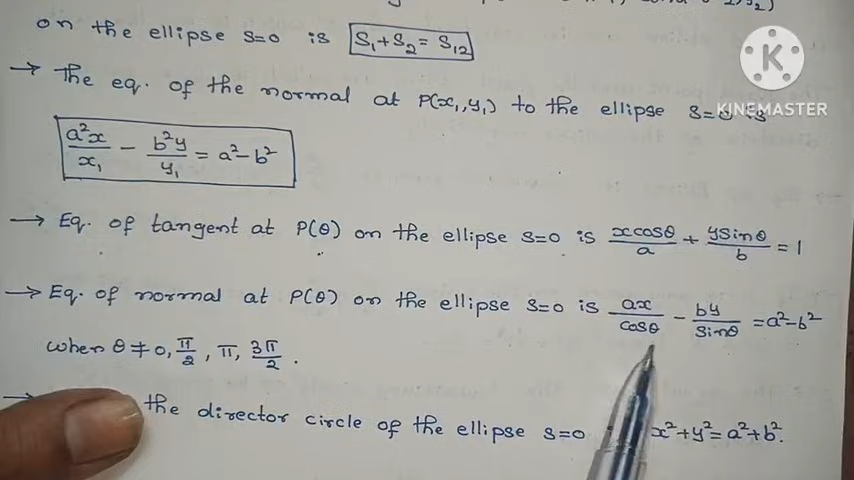 on the ellipse S=0 is S₁+S₂=S₁₂
K
KINEMASTER
→ The eq. of the normal at P(x₁,y₁) to the ellipse S=0 is
a²x/x₁ − b²y/y₁ = a²−b²
→ Eq. of tangent at P(θ) on the ellipse S=0 is xcosθ/a + ysinθ/b = 1
→ Eq. of normal at P(θ) on the ellipse S=0 is ax/cosθ − by/sinθ = a²−b²
when θ ≠ 0, π/2, π, 3π/2.
→ the director circle of the ellipse S=0 x²+y²=a²+b².